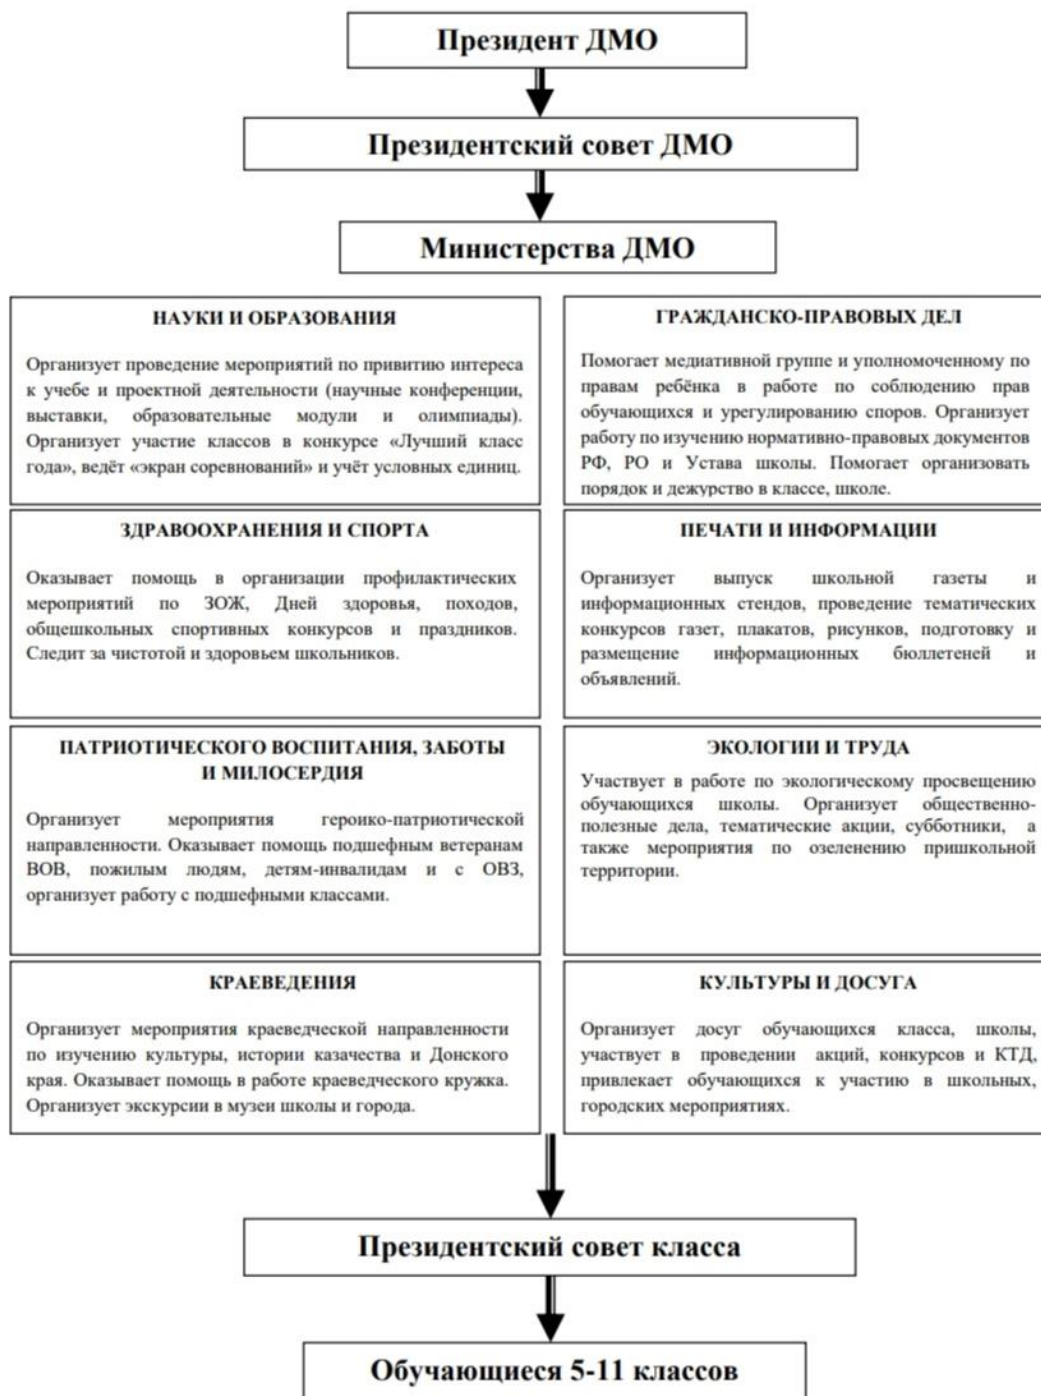 Президент ДМО
Президентский совет ДМО
Министерства ДМО
НАУКИ И ОБРАЗОВАНИЯ
Организует проведение мероприятий по привитию интереса
к учебе и проектной деятельности (научные конференции,
выставки, образовательные модули и олимпиады).
Организует участие классов в конкурсе «Лучший класс
года», ведёт «экран соревнований» и учёт условных единиц.
ГРАЖДАНСКО-ПРАВОВЫХ ДЕЛ
Помогает медиативной группе и уполномоченному по
правам ребёнка в работе по соблюдению прав
обучающихся и урегулированию споров. Организует
работу по изучению нормативно-правовых документов
РФ, РО и Устава школы. Помогает организовать
порядок и дежурство в классе, школе.
ЗДРАВООХРАНЕНИЯ И СПОРТА
Оказывает помощь в организации профилактических
мероприятий по ЗОЖ, Дней здоровья, походов,
общешкольных спортивных конкурсов и праздников.
Следит за чистотой и здоровьем школьников.
ПЕЧАТИ И ИНФОРМАЦИИ
Организует выпуск школьной газеты и
информационных стендов, проведение тематических
конкурсов газет, плакатов, рисунков, подготовку и
размещение информационных бюллетеней и
объявлений.
ПАТРИОТИЧЕСКОГО ВОСПИТАНИЯ, ЗАБОТЫ
И МИЛОСЕРДИЯ
Организует мероприятия героико-патриотической
направленности. Оказывает помощь подшефным ветеранам
ВОВ, пожилым людям, детям-инвалидам и с ОВЗ,
организует работу с подшефными классами.
ЭКОЛОГИИ И ТРУДА
Участвует в работе по экологическому просвещению
обучающихся школы. Организует общественно-
полезные дела, тематические акции, субботники, а
также мероприятия по озеленению пришкольной
территории.
КРАЕВЕДЕНИЯ
Организует мероприятия краеведческой направленности
по изучению культуры, истории казачества и Донского
края. Оказывает помощь в работе краеведческого кружка.
Организует экскурсии в музеи школы и города.
КУЛЬТУРЫ И ДОСУГА
Организует досуг обучающихся класса, школы,
участвует в проведении акций, конкурсов и КТД,
привлекает обучающихся к участию в школьных,
городских мероприятиях.
Президентский совет класса
Обучающиеся 5-11 классов